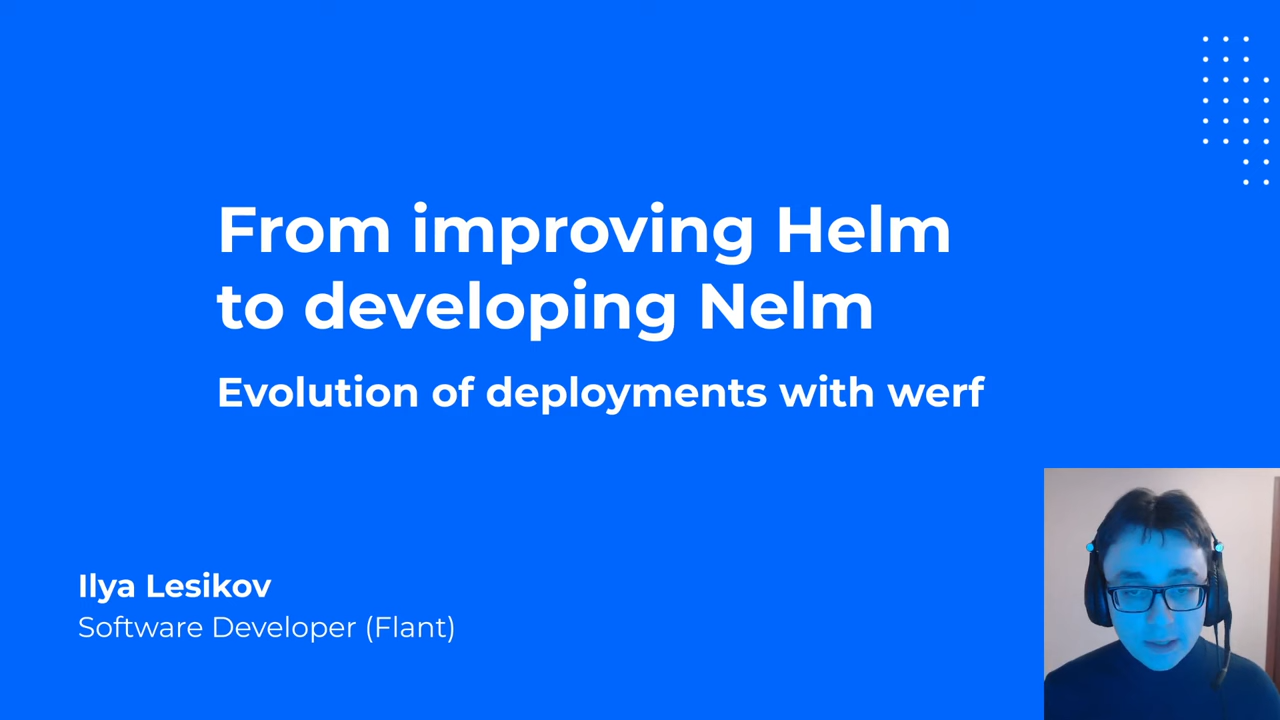 From improving Helm
to developing Nelm
Evolution of deployments with werf
Ilya Lesikov
Software Developer (Flant)